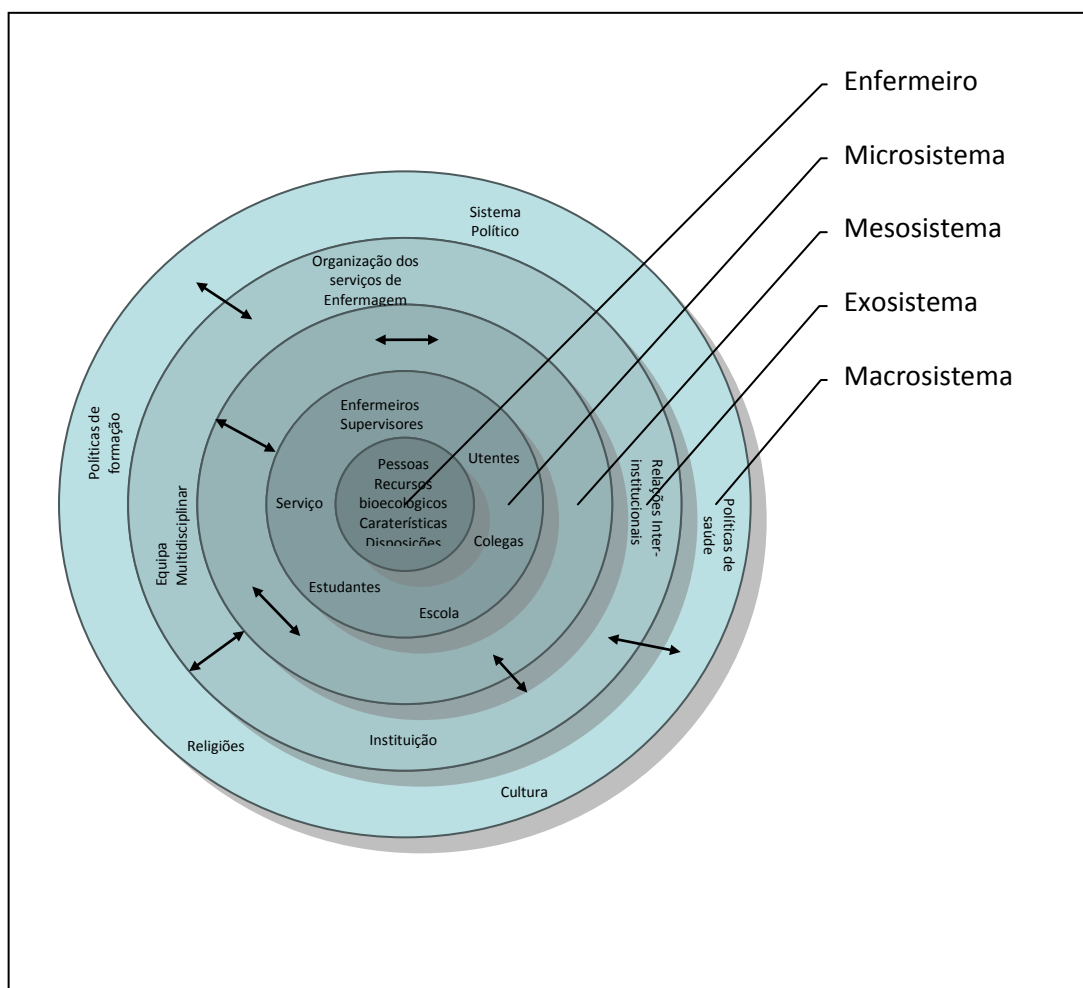 Enfermeiro
Microsistema
Mesosistema
Exosistema
Macrosistema
Sistema
Político
Organização dos
serviços de
Enfermagem
Políticas de
formação
Enfermeiros
Supervisores
Utentes
Pessoas
Recursos
bioecológicos
Caraterísticas
Disposições
Serviço
Colegas
Relações Inter-
institucionais
Políticas de
saúde
Equipa
Multidisciplinar
Estudantes
Escola
Instituição
Religiões
Cultura